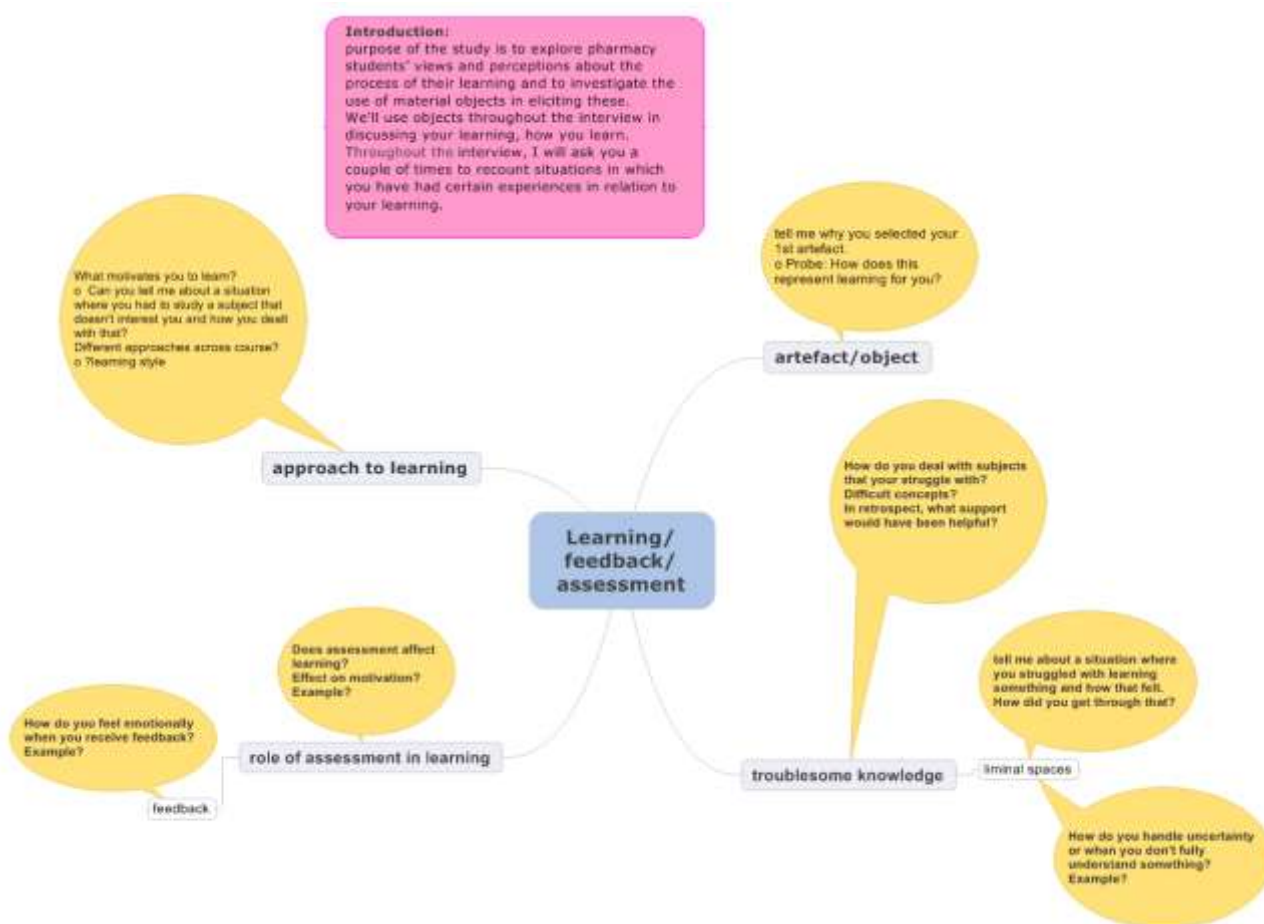 Introduction:
purpose of the study is to explore pharmacy
students' views and perceptions about the
process of their learning and to investigate the
use of material objects in eliciting these.
We'll use objects throughout the interview in
discussing your learning, how you learn.
Throughout the interview, I will ask you a
couple of times to recount situations in which
you have had certain experiences in relation to
your learning.
tell me why you selected your
1st artefact.
o Probe: How does this
represent learning for you?
artefact/object
What motivates you to learn?
o Can you tell me about a situation
where you had to study a subject that
doesn't interest you and how you dealt
with that?
Different approaches across course?
o ?learning style
approach to learning
How do you deal with subjects
that your struggle with?
Difficult concepts?
In retrospect, what support
would have been helpful?
Learning/
feedback/
assessment
Does assessment affect
learning?
Effect on motivation?
Example?
role of assessment in learning
How do you feel emotionally
when you receive feedback?
Example?
feedback
troublesome knowledge
tell me about a situation where
you struggled with learning
something and how that felt.
How did you get through that?
liminal spaces
How do you handle uncertainty
or when you don't fully
understand something?
Example?